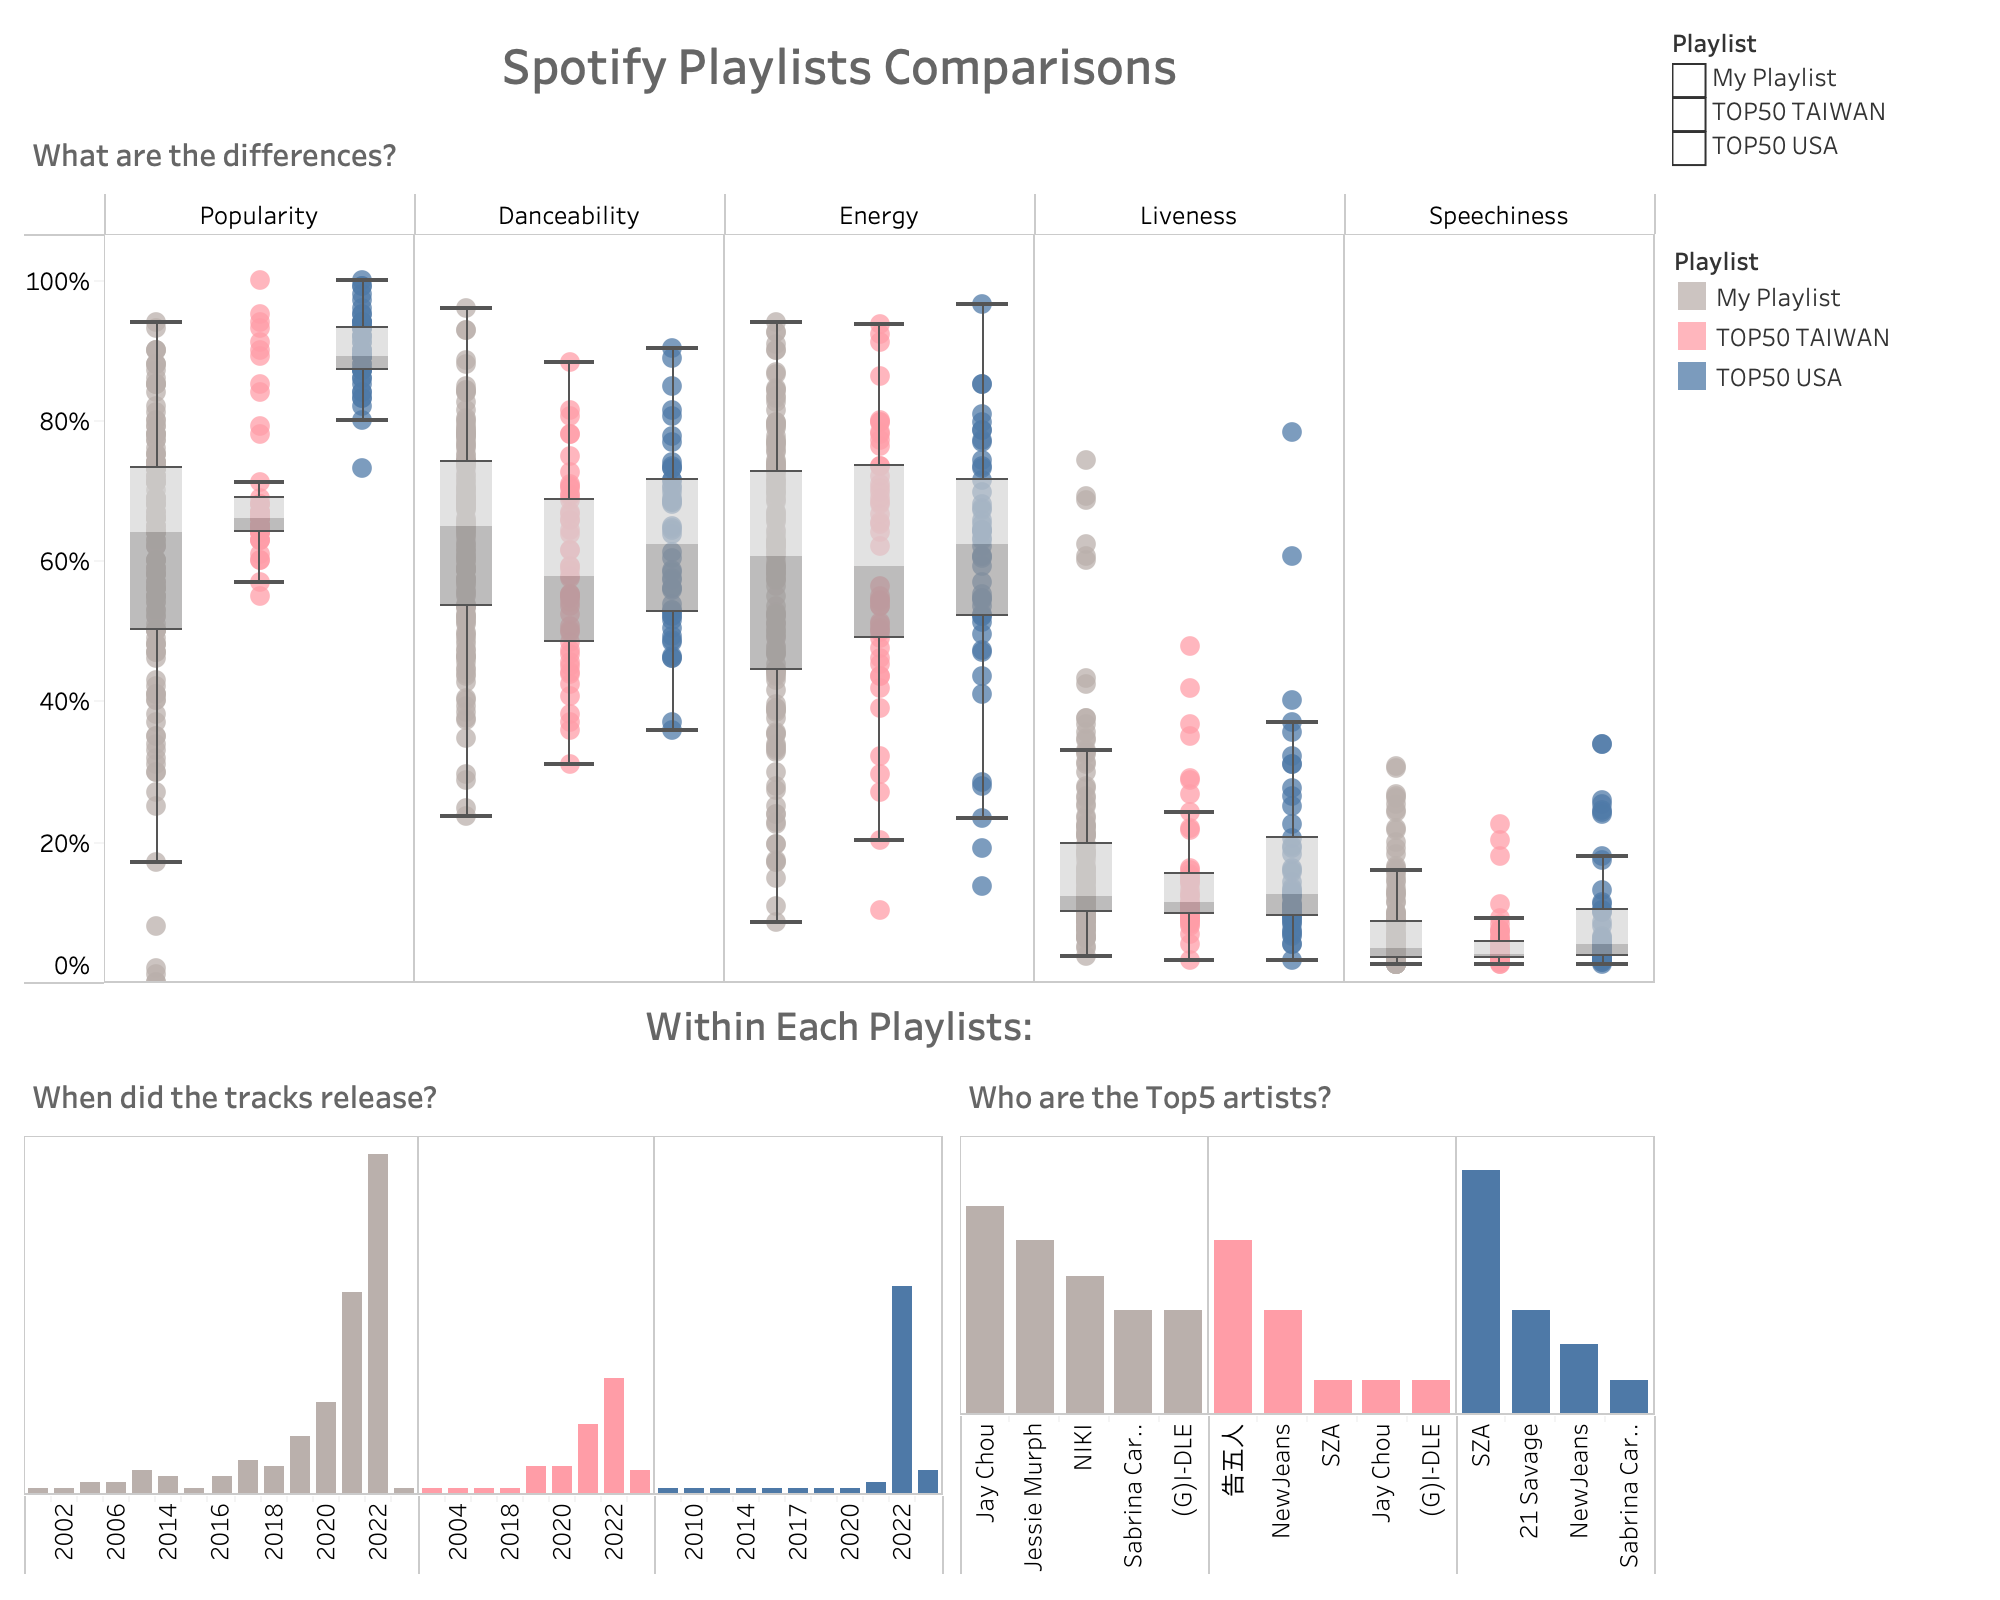 Spotify Playlists Comparisons
Playlist
My Playlist
TOP50 TAIWAN
TOP50 USA
What are the differences?
Popularity Danceability Energy Liveness Speechiness
Playlist
My Playlist
TOP50 TAIWAN
TOP50 USA
100%
80%
60%
40%
20%
0%
Within Each Playlists:
When did the tracks release?
Who are the Top5 artists?
2002
2006
2014
2016
2018
2020
2022
2004
2018
2020
2022
2010
2014
2017
2020
2022
Jay Chou
Jessie Murph
NIKI
Sabrina Car..
(G)I-DLE
告五人
NewJeans
SZA
Jay Chou
(G)I-DLE
SZA
21 Savage
NewJeans
Sabrina Car..